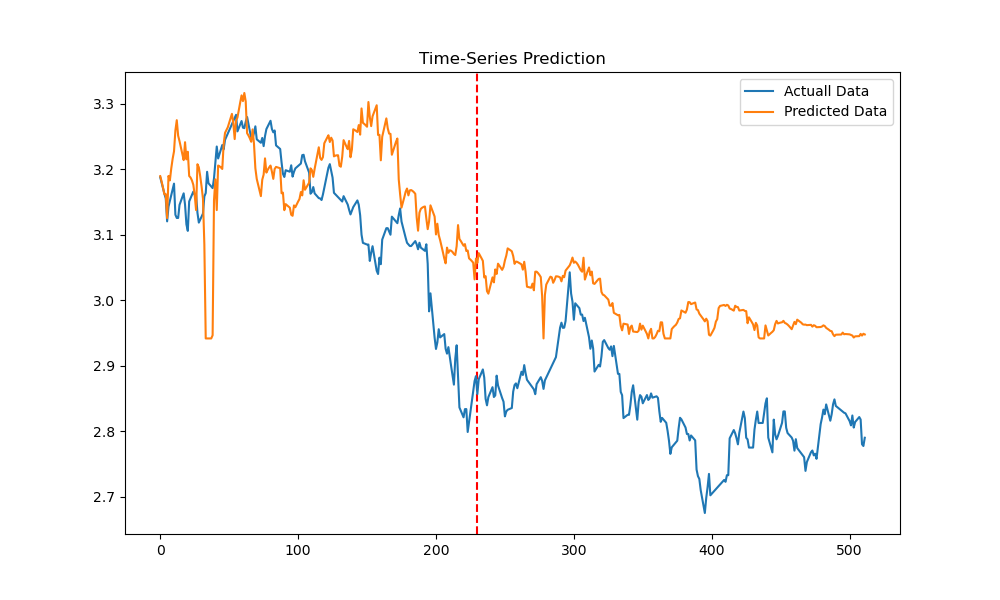 Time-Series Prediction
Actuall Data
Predicted Data
3.3
3.2
3.1
3.0
2.9
2.8
2.7
0 100 200 300 400 500